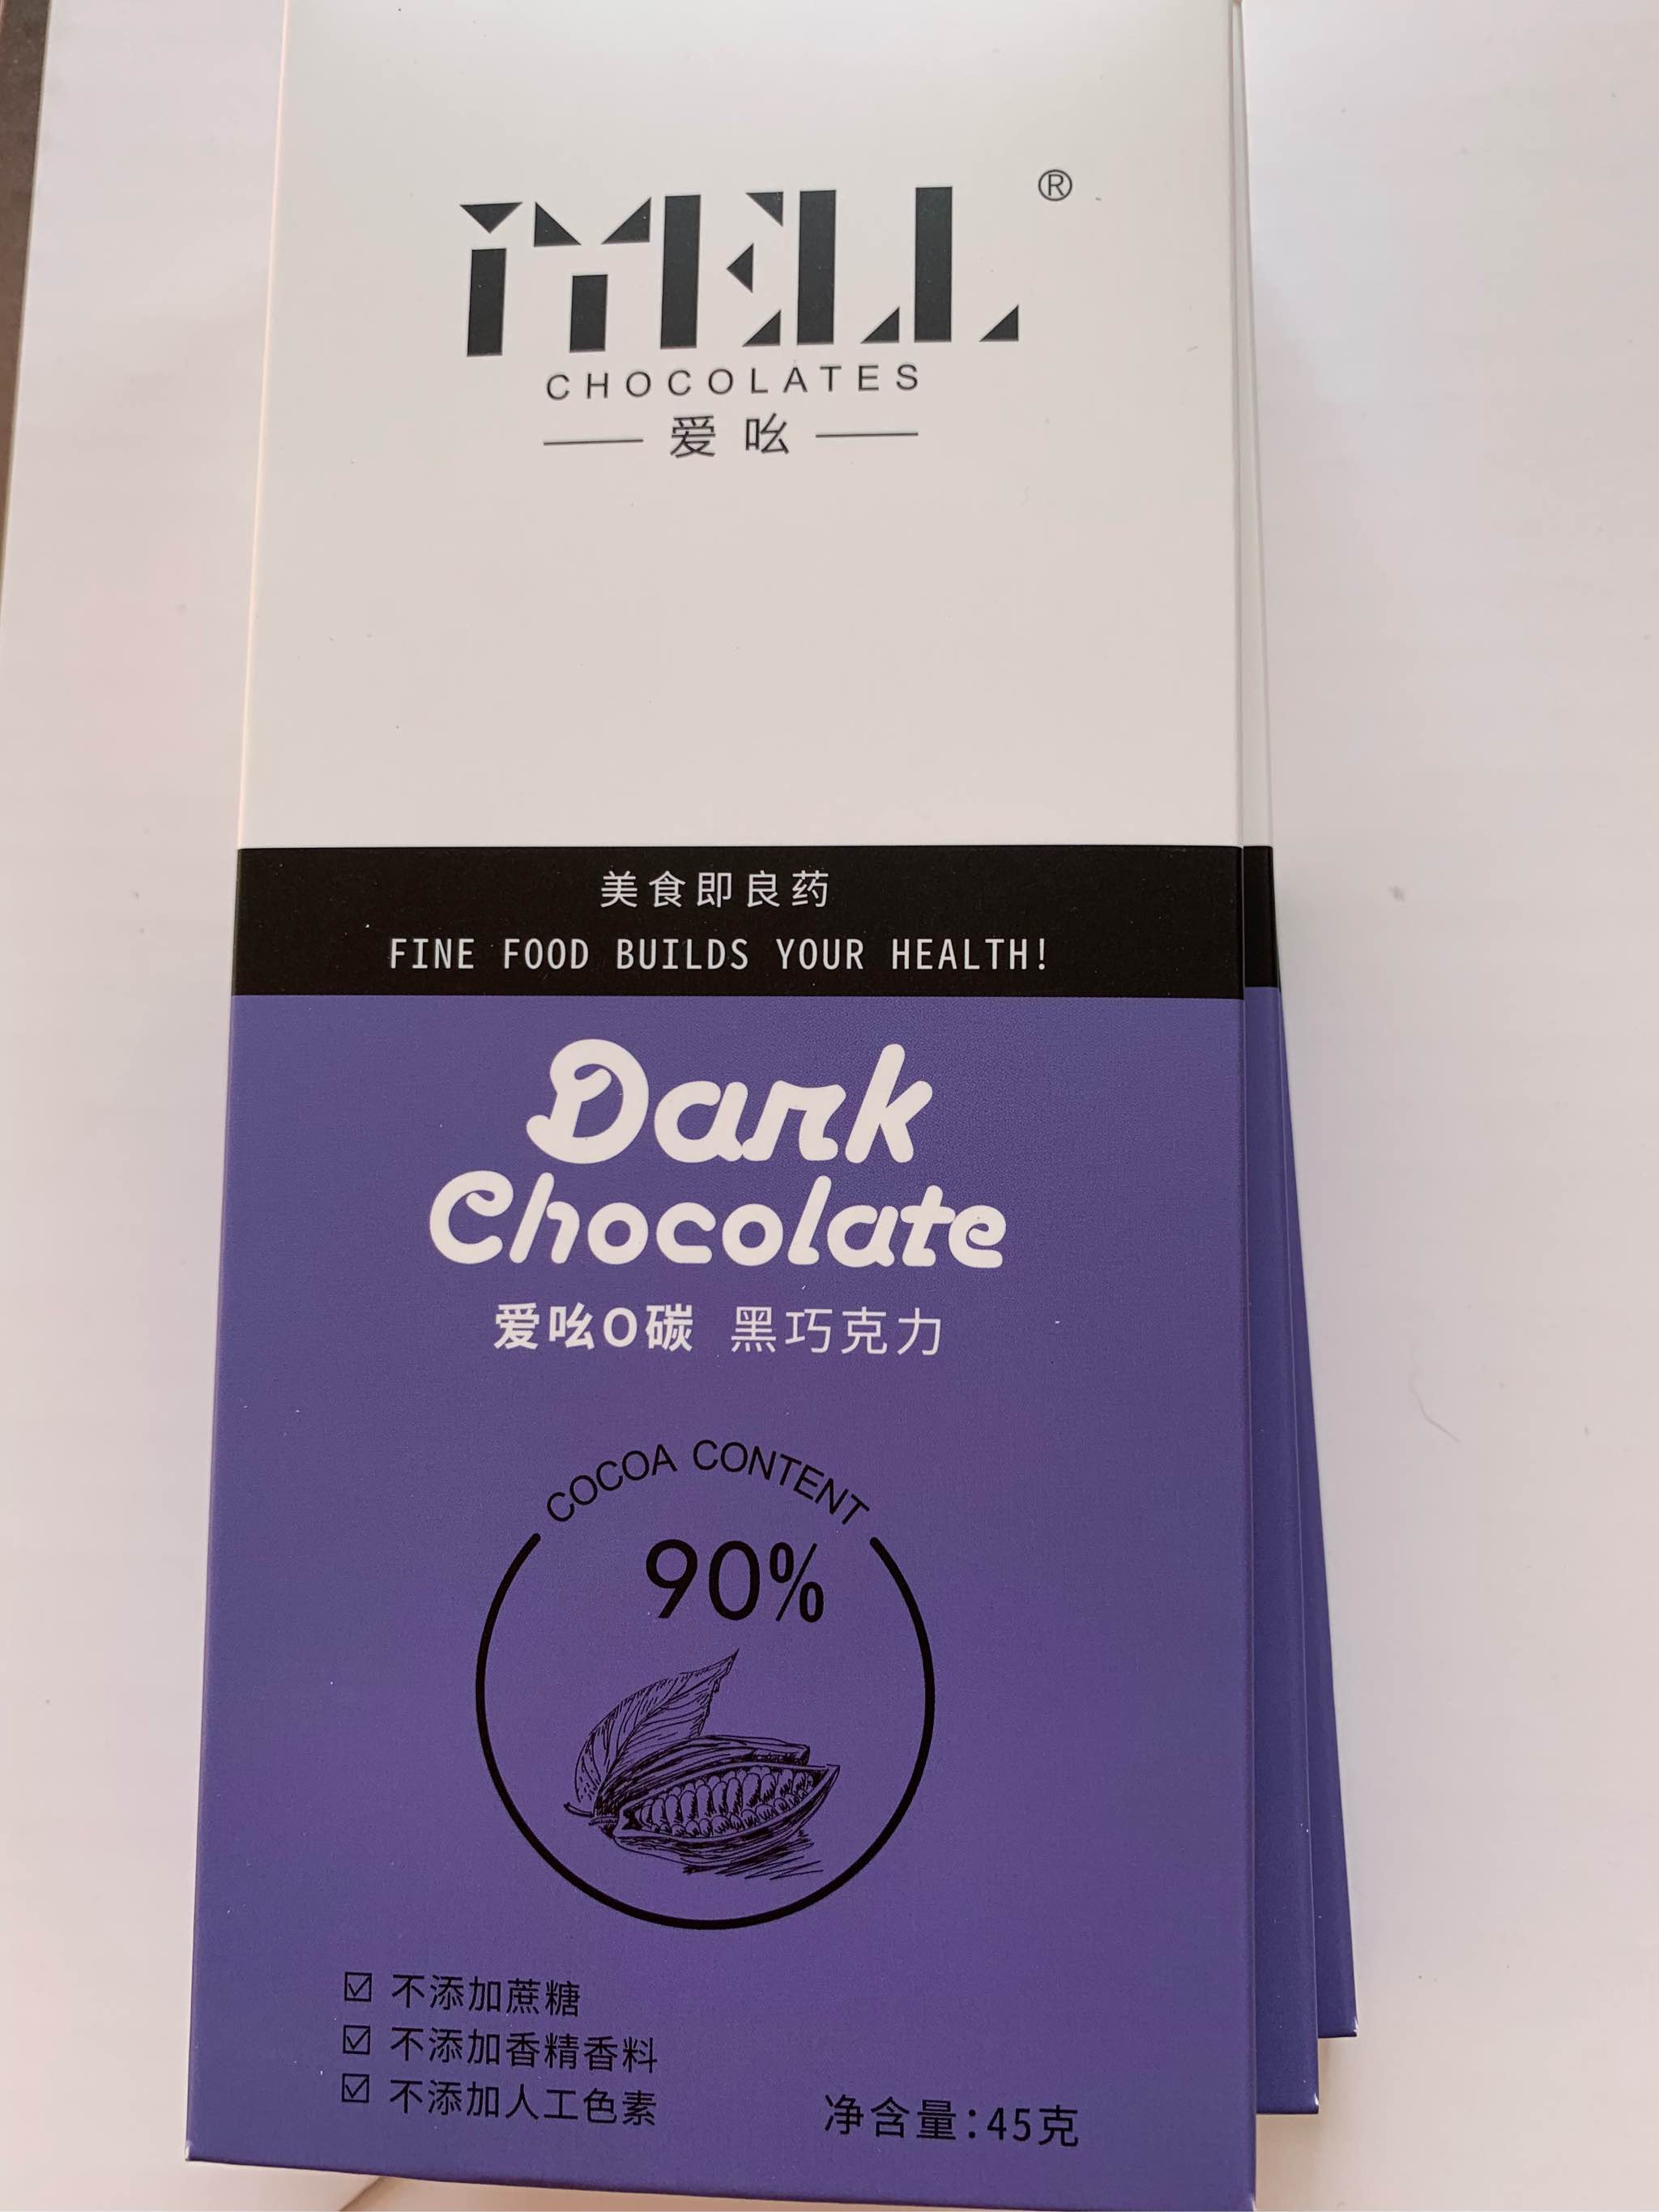 iYELL ®
CHOCOLATES
爱吆
美食即良药
FINE FOOD BUILDS YOUR HEALTH!
Dark
Chocolate
爱吆0碳 黑巧克力
COCOA CONTENT
90%
☑ 不添加蔗糖
☑ 不添加香精香料
☑ 不添加人工色素
净含量:45克